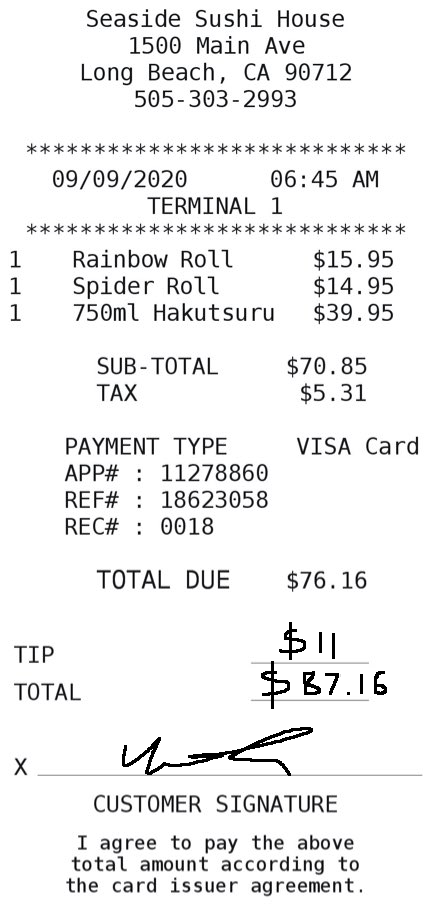 Seaside Sushi House
1500 Main Ave
Long Beach, CA 90712
505-303-2993
****************************
09/09/2020 06:45 AM
TERMINAL 1
****************************
1 Rainbow Roll $15.95
1 Spider Roll $14.95
1 750ml Hakutsuru $39.95
SUB-TOTAL $70.85
TAX $5.31
PAYMENT TYPE VISA Card
APP# : 11278860
REF# : 18623058
REC# : 0018
TOTAL DUE $76.16
TIP $11
TOTAL $87.16
X
CUSTOMER SIGNATURE
I agree to pay the above
total amount according to
the card issuer agreement.